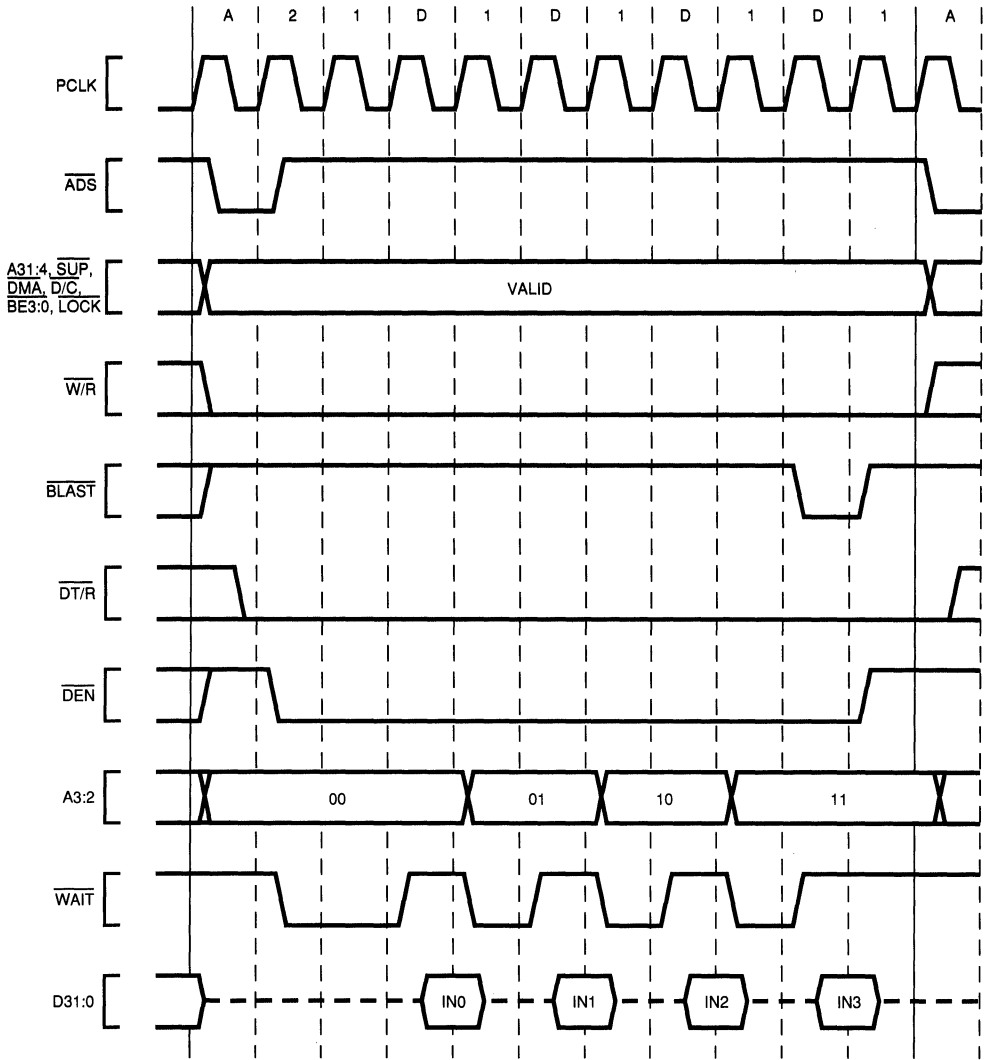 A 2 1 D 1 D 1 D 1 D 1 A
PCLK
ADS
A31:4, SUP,
DMA, D/C,
BE3:0, LOCK
VALID
W/R
BLAST
DT/R
DEN
A3:2
00 01 10 11
WAIT
D31:0
IN0 IN1 IN2 IN3